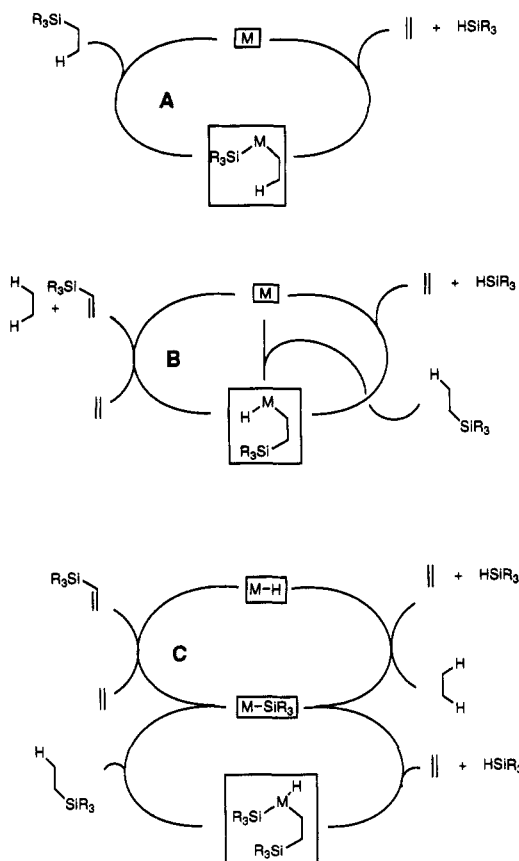 R₃Si
H
M
+ HSiR₃
A
M
R₃Si
H
H
H
+
R₃Si
M
+ HSiR₃
B
M
H
R₃Si
H
SiR₃
R₃Si
M-H
+ HSiR₃
C
H
H
M-SiR₃
H
SiR₃
+ HSiR₃
H
M
R₃Si
R₃Si